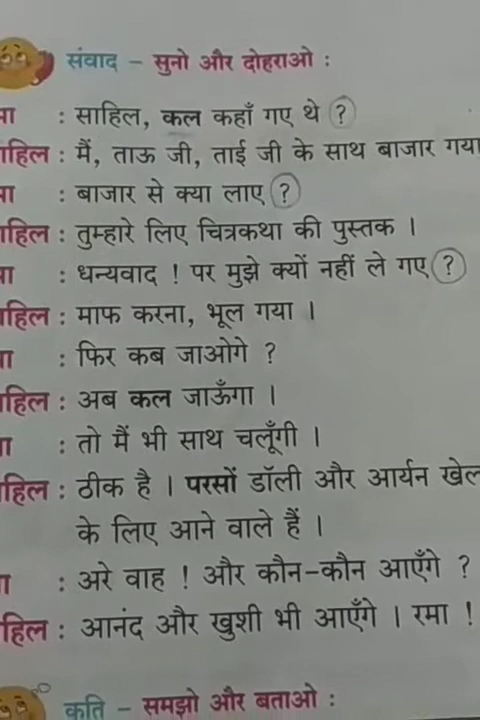 संवाद – सुनो और दोहराओ :
: साहिल, कल कहाँ गए थे ?
: मैं, ताऊ जी, ताई जी के साथ बाजार गया
: बाजार से क्या लाए ?
: तुम्हारे लिए चित्रकथा की पुस्तक ।
: धन्यवाद ! पर मुझे क्यों नहीं ले गए ?
: माफ करना, भूल गया ।
: फिर कब जाओगे ?
: अब कल जाऊँगा ।
: तो मैं भी साथ चलूँगी ।
: ठीक है । परसों डॉली और आर्यन खेल
के लिए आने वाले हैं ।
: अरे वाह ! और कौन-कौन आएँगे ?
: आनंद और खुशी भी आएँगे । रमा !
कृति – समझो और बताओ :